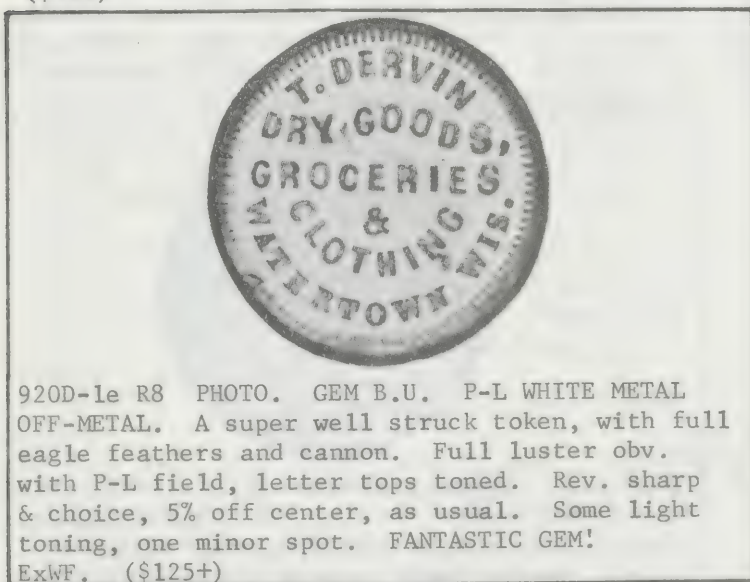 T. DERVIN
DRY GOODS,
GROCERIES
&
CLOTHING
WATERTOWN WIS.
920D-1e R8 PHOTO. GEM B.U. P-L WHITE METAL
OFF-METAL. A super well struck token, with full
eagle feathers and cannon. Full luster obv.
with P-L field, letter tops toned. Rev. sharp
& choice, 5% off center, as usual. Some light
toning, one minor spot. FANTASTIC GEM!
ExWF. ($125+)